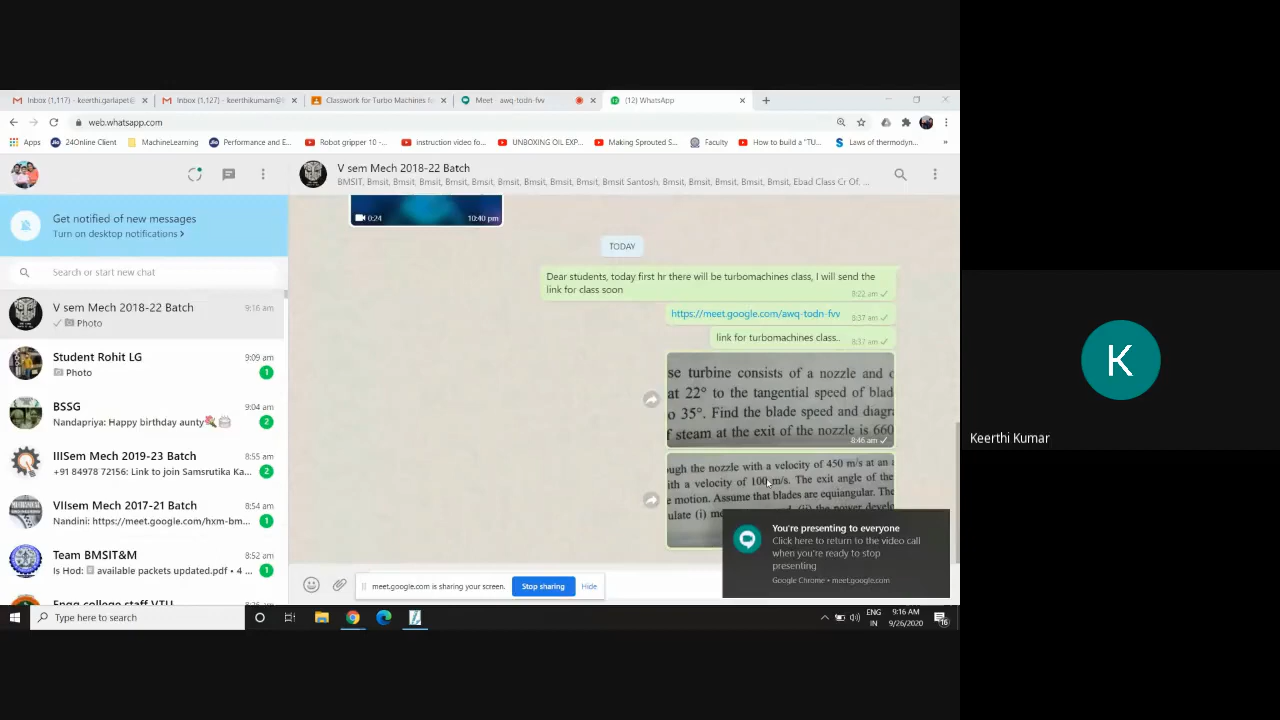 Inbox (1,117) - keerthi.garlapet@
Inbox (1,127) - keerthikumam@
Classwork for Turbo Machines f
Meet - awq-todn-fvv
(12) WhatsApp
web.whatsapp.com
Apps
24Online Client
MachineLearning
Performance and E...
Robot gripper 10 -...
instruction video fo...
UNBOXING OIL EXP...
Making Sprouted S...
Faculty
How to build a "TU...
Laws of thermodyn...
»
V sem Mech 2018-22 Batch
BMSIT, Bmsit, Bmsit, Bmsit, Bmsit, Bmsit, Bmsit, Bmsit, Bmsit, Bmsit, Bmsit, Bmsit Santosh, Bmsit, Bmsit, Bmsit, Bmsit, Ebad Class Cr Of: ...
Get notified of new messages
Turn on desktop notifications >
Search or start new chat
V sem Mech 2018-22 Batch
9:16 am
Photo
Student Rohit LG
9:09 am
Photo
1
BSSG
9:04 am
Nandapriya: Happy birthday aunty💐🎂
2
IIISem Mech 2019-23 Batch
8:55 am
+91 84978 72156: Link to join Samsrutika Ka...
2
VIIsem Mech 2017-21 Batch
8:54 am
Nandini: https://meet.google.com/hxm-bm...
1
Team BMSIT&M
8:52 am
Is Hod: available packets updated.pdf • 4 ...
1
Engg college staff VTU
0:24
10:40 pm
TODAY
Dear students, today first hr there will be turbomachines class, I will send the
link for class soon
8:22 am
https://meet.google.com/awq-todn-fvv
8:37 am
link for turbomachines class..
8:37 am
se turbine consists of a nozzle and
at 22° to the tangential speed of blad
o 35°. Find the blade speed and diagra
f steam at the exit of the nozzle is 660
8:46 am
ugh the nozzle with a velocity of 450 m/s at an
ith a velocity of 100 m/s. The exit angle of the
e motion. Assume that blades are equiangular. The
ulate (i)
(ii) the power develo
You're presenting to everyone
Click here to return to the video call
when you're ready to stop
presenting
Google Chrome • meet.google.com
meet.google.com is sharing your screen.
Stop sharing
Hide
Type here to search
ENG
IN
9:16 AM
9/26/2020
16
K
Keerthi Kumar